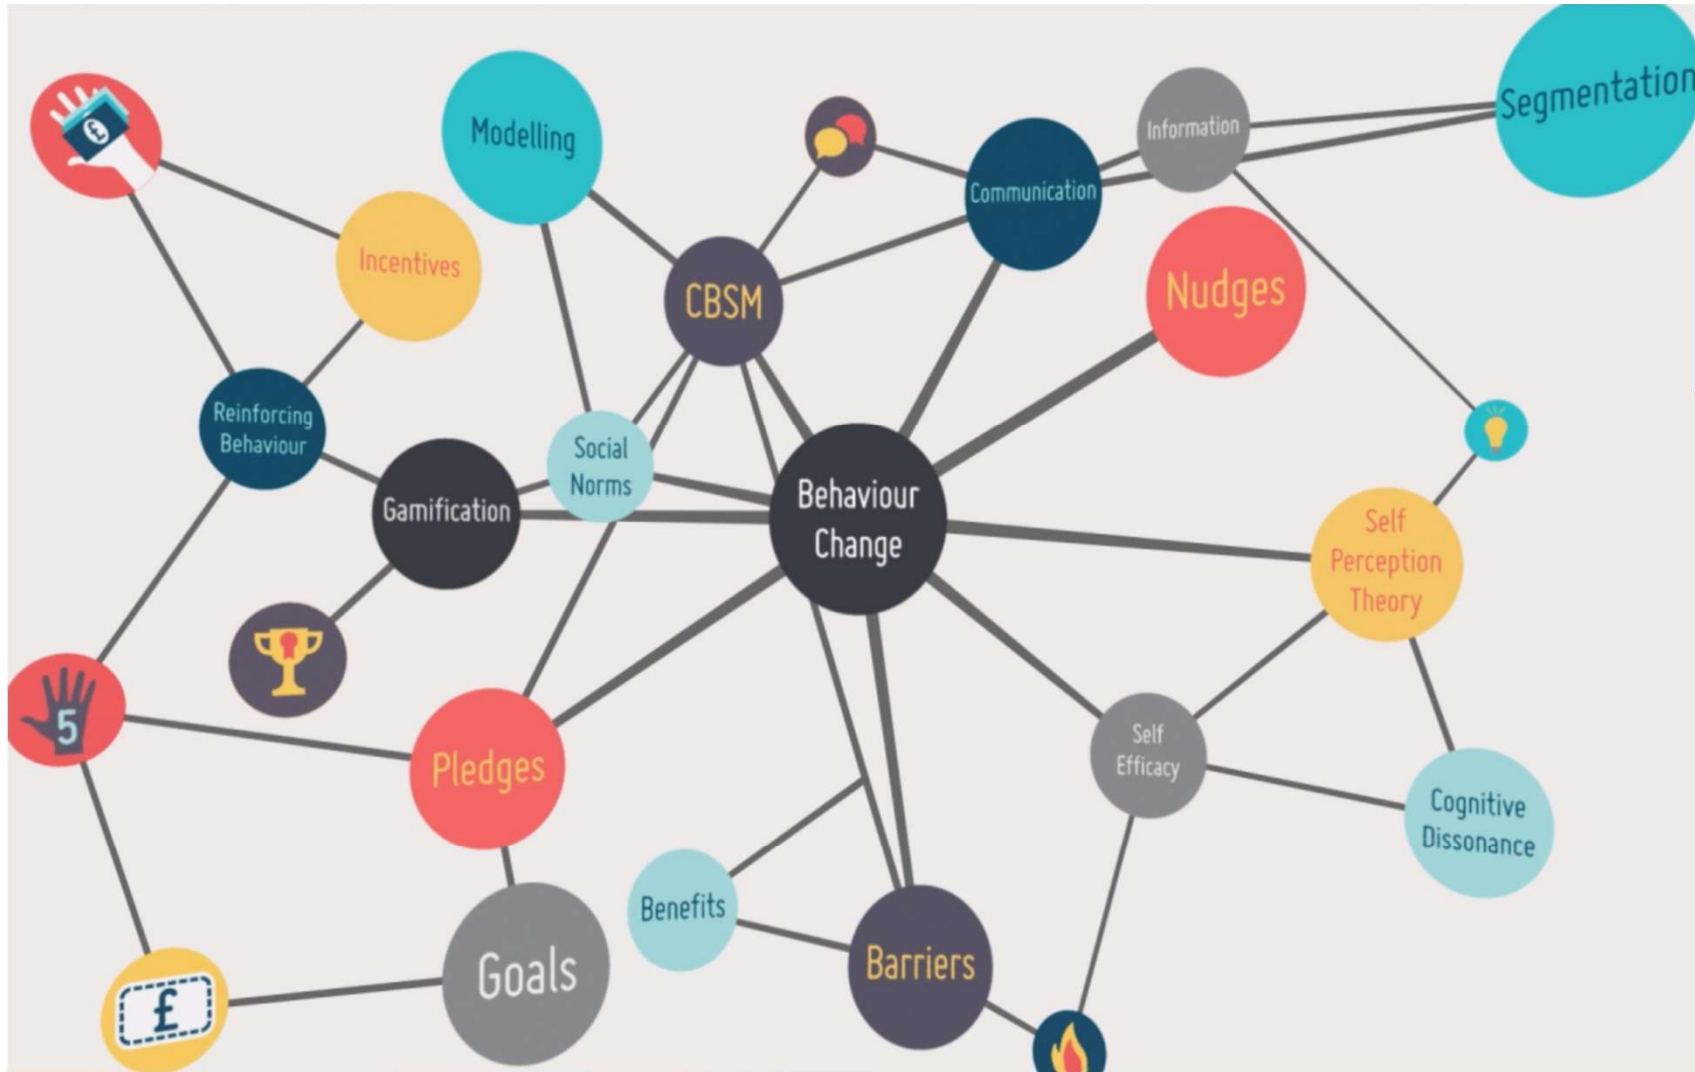 Segmentation
Modelling
Information
Communication
£
Incentives
CBSM
Nudges
Reinforcing
Behaviour
Social
Norms
Gamification
Behaviour
Change
Self
Perception
Theory
5
Pledges
Self
Efficacy
Cognitive
Dissonance
Benefits
Barriers
Goals
£